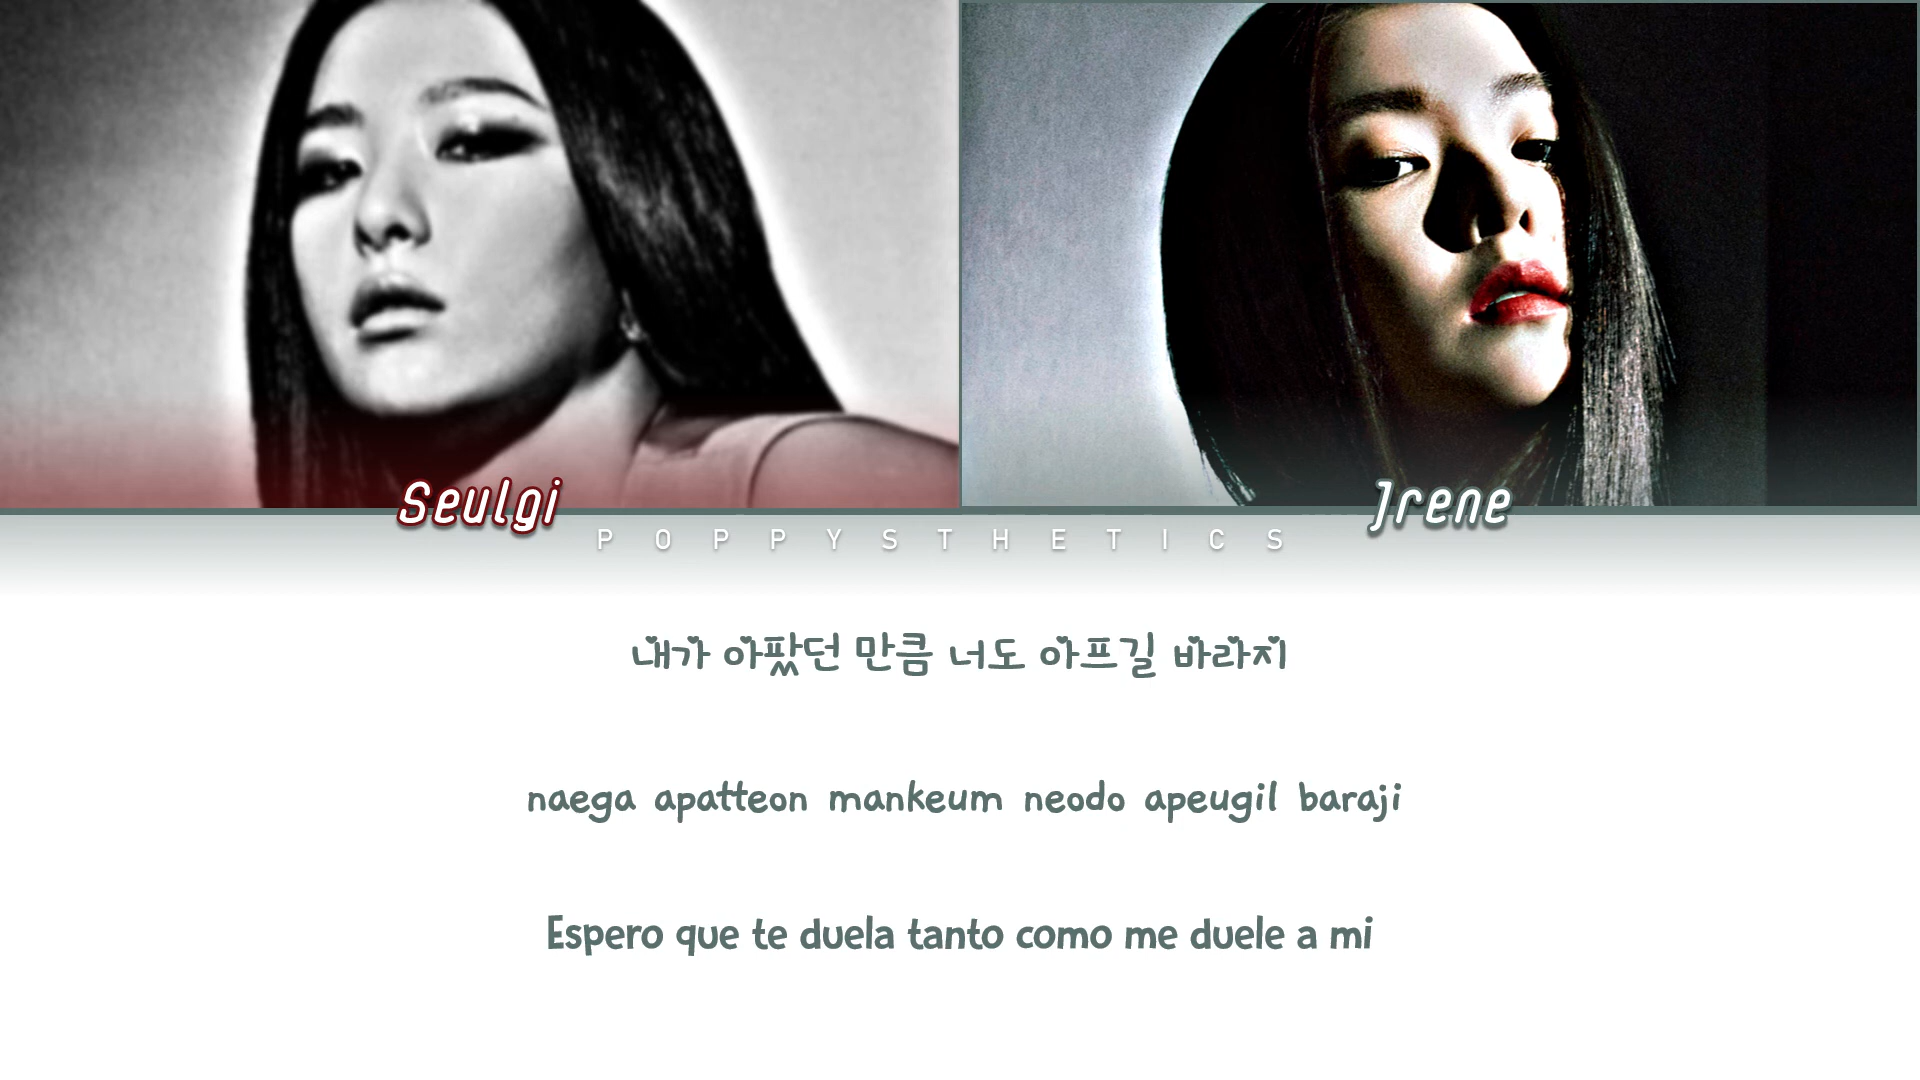 Seulgi
Irene
POPPYSTHETICS
내가 아팠던 만큼 너도 아프길 바라지
naega apatteon mankeum neodo apeugil baraji
Espero que te duela tanto como me duele a mi